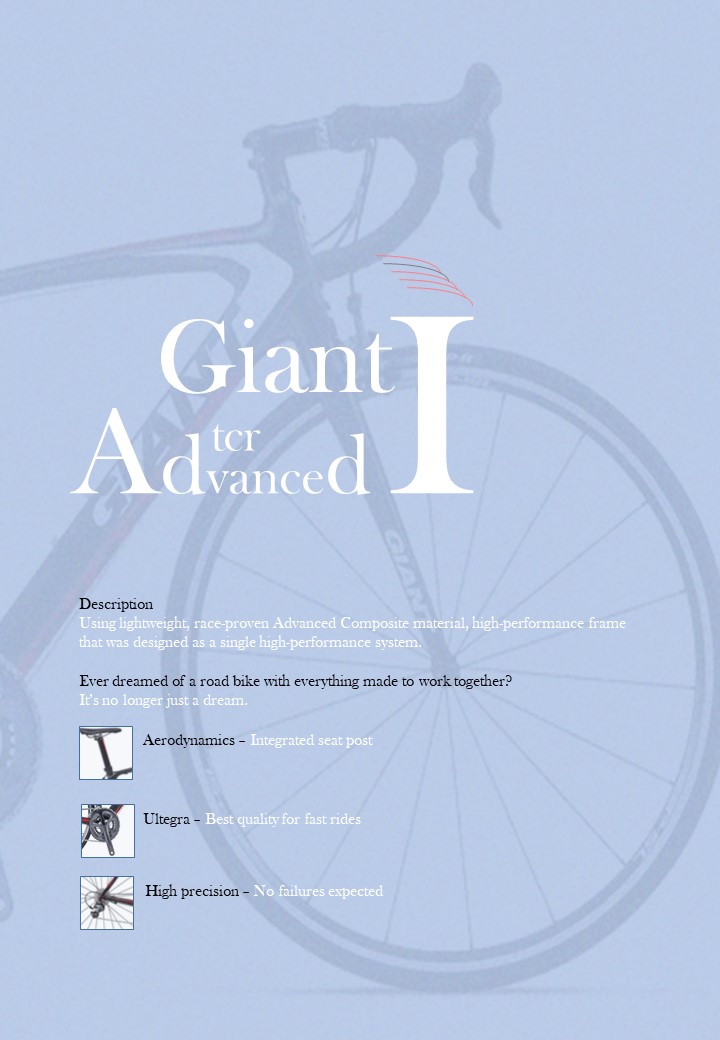 Giant I
tcr
Advanced
GIANT
GIANT
Description
Using lightweight, race-proven Advanced Composite material, high-performance frame
that was designed as a single high-performance system.
Ever dreamed of a road bike with everything made to work together?
It's no longer just a dream.
Aerodynamics – Integrated seat post
Ultegra – Best quality for fast rides
High precision – No failures expected